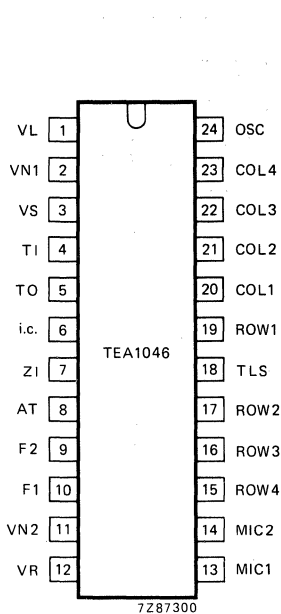 VL 1 24 OSC
VN1 2 23 COL4
VS 3 22 COL3
TI 4 21 COL2
TO 5 20 COL1
i.c. 6 19 ROW1
TEA1046
ZI 7 18 TLS
AT 8 17 ROW2
F2 9 16 ROW3
F1 10 15 ROW4
VN2 11 14 MIC2
VR 12 13 MIC1
7Z87300